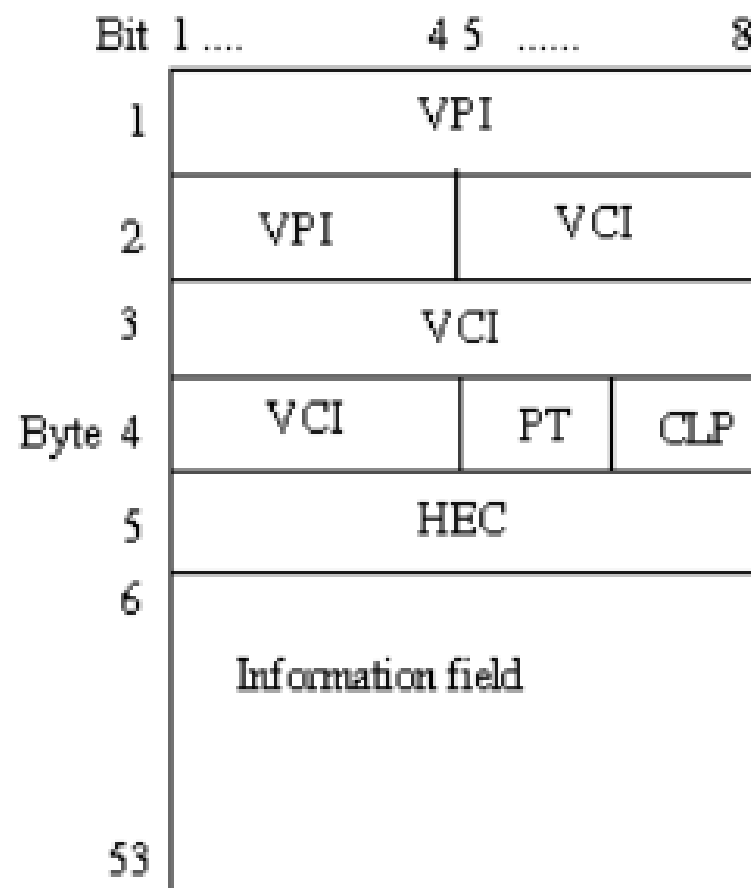 Bit 1 .... 4 5 ...... 8
1 VPI
2 VPI VCI
3 VCI
Byte 4 VCI PT CLP
5 HEC
6
Information field
53